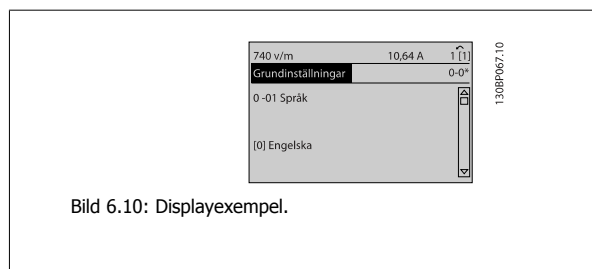 740 v/m 10,64 A 1 [1]
Grundinställningar 0-0*
0 -01 Språk
[0] Engelska
130BP067.10
Bild 6.10: Displayexempel.